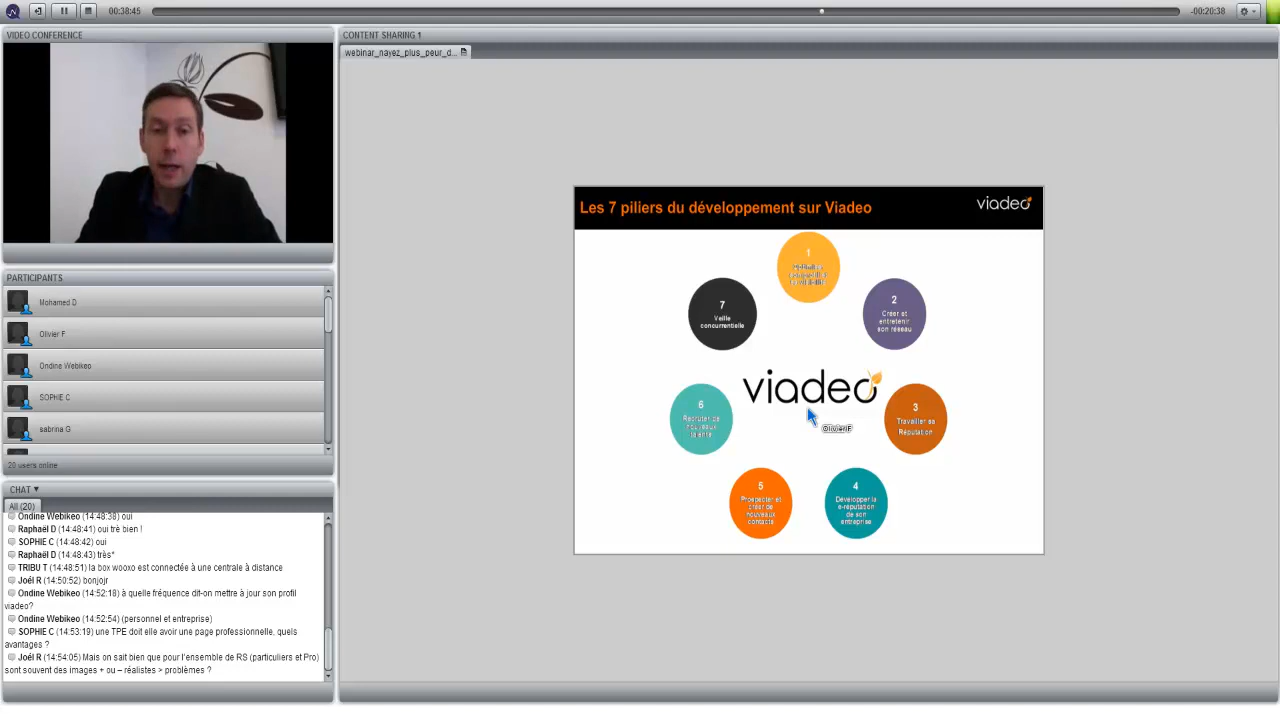 00:38:45
-00:20:38
VIDEO CONFERENCE
CONTENT SHARING 1
webinar_nayez_plus_peur_d...
Les 7 piliers du développement sur Viadeo
viadeo
1
2
Créer et
entretenir
son réseau
7
Veille
concurrentielle
viadeo
Olivier F
6
Recruter de
nouveaux
talents
3
Travailler sa
Réputation
5
Prospecter et
créer de
nouveaux
contacts
4
Développer la
e-réputation
de son
entreprise
PARTICIPANTS
Mohamed D
Olivier F
Ondine Webikeo
SOPHIE C
sabrina G
20 users online
CHAT
All (20)
Ondine Webikeo (14:48:38) oui
Raphaël D (14:48:41) oui trè bien !
SOPHIE C (14:48:42) oui
Raphaël D (14:48:43) très*
TRIBU T (14:48:51) la box wooxo est connectée à une centrale à distance
Joël R (14:50:52) bonjojr
Ondine Webikeo (14:52:18) à quelle fréquence dit-on mettre à jour son profil
viadeo?
Ondine Webikeo (14:52:54) (personnel et entreprise)
SOPHIE C (14:53:19) une TPE doit elle avoir une page professionnelle, quels
avantages ?
Joël R (14:54:05) Mais on sait bien que pour l'ensemble de RS (particuliers et Pro)
sont souvent des images + ou – réalistes > problèmes ?